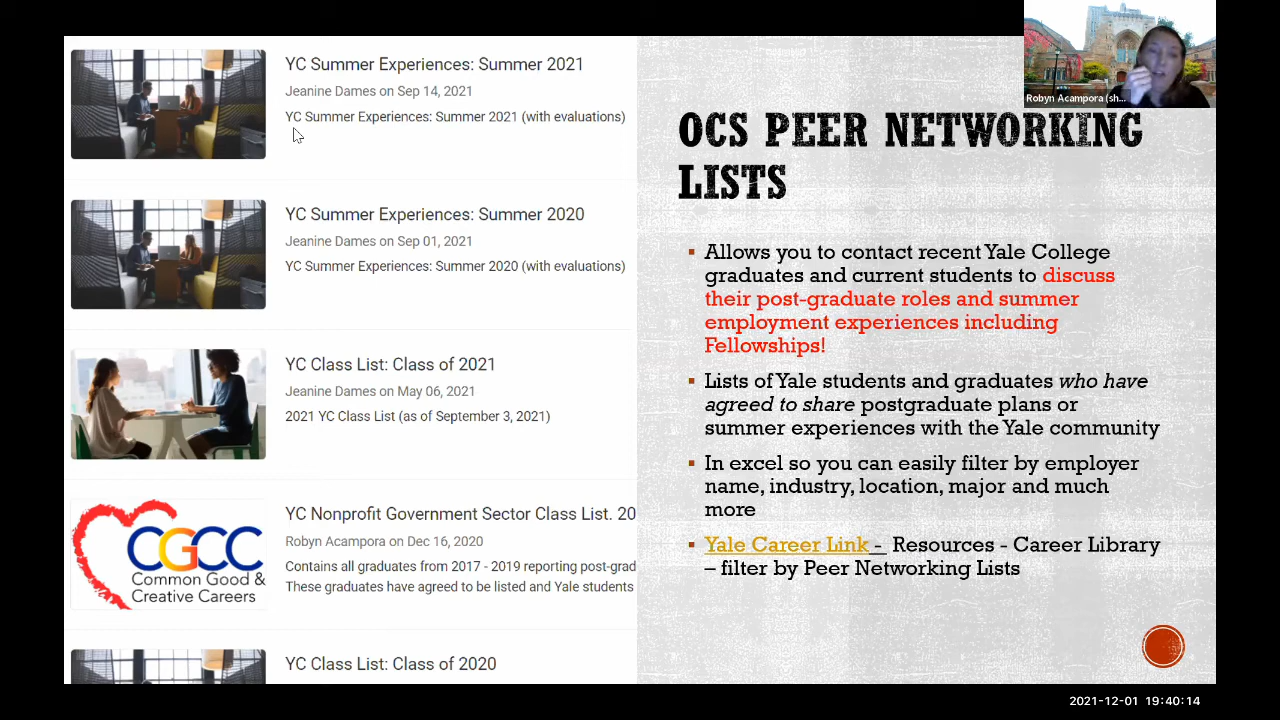 YC Summer Experiences: Summer 2021
Jeanine Dames on Sep 14, 2021
YC Summer Experiences: Summer 2021 (with evaluations)
YC Summer Experiences: Summer 2020
Jeanine Dames on Sep 01, 2021
YC Summer Experiences: Summer 2020 (with evaluations)
YC Class List: Class of 2021
Jeanine Dames on May 06, 2021
2021 YC Class List (as of September 3, 2021)
CGCC
Common Good &
Creative Careers
YC Nonprofit Government Sector Class List. 20
Robyn Acampora on Dec 16, 2020
Contains all graduates from 2017 - 2019 reporting post-grad
These graduates have agreed to be listed and Yale students
YC Class List: Class of 2020
Robyn Acampora (sh...
OCS PEER NETWORKING
LISTS
Allows you to contact recent Yale College
graduates and current students to discuss
their post-graduate roles and summer
employment experiences including
Fellowships!
Lists of Yale students and graduates who have
agreed to share postgraduate plans or
summer experiences with the Yale community
In excel so you can easily filter by employer
name, industry, location, major and much
more
Yale Career Link - Resources - Career Library
– filter by Peer Networking Lists
2021-12-01 19:40:14